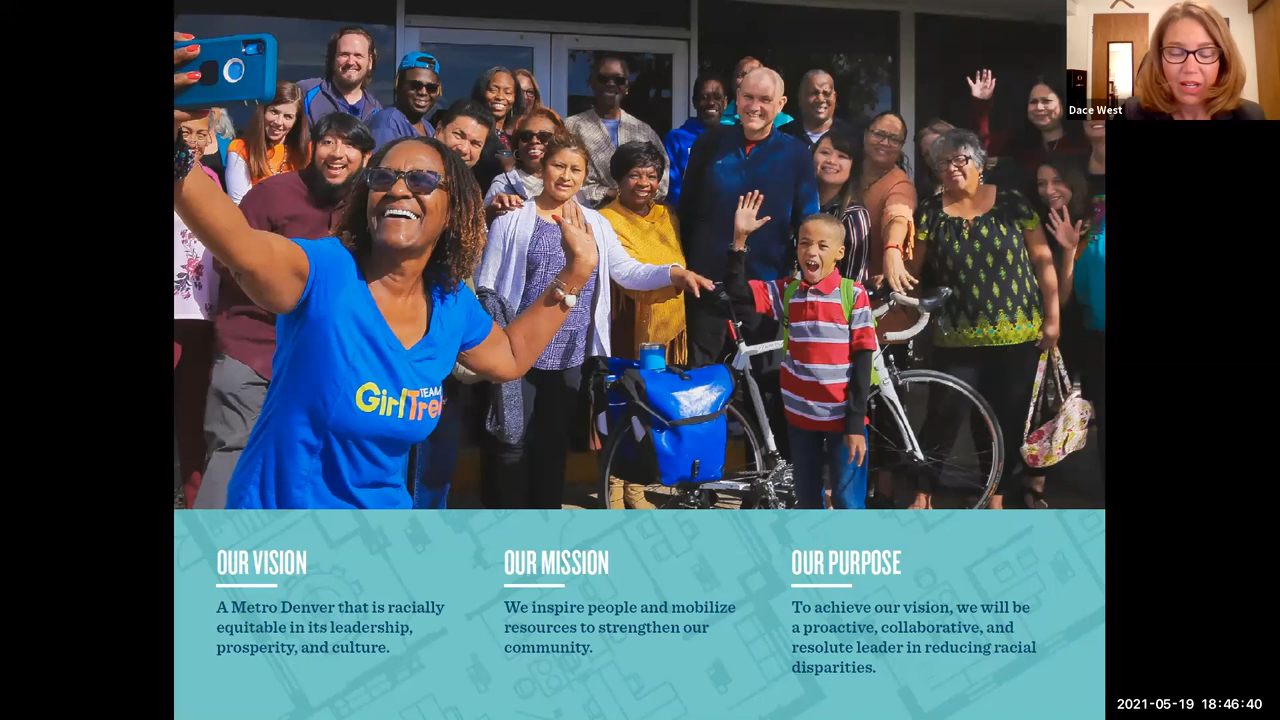 Dace West
TEAM
Girl
OUR VISION
A Metro Denver that is racially
equitable in its leadership,
prosperity, and culture.
OUR MISSION
We inspire people and mobilize
resources to strengthen our
community.
OUR PURPOSE
To achieve our vision, we will be
a proactive, collaborative, and
resolute leader in reducing racial
disparities.
2021-05-19 18:46:40